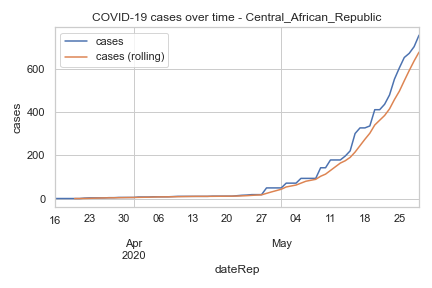 COVID-19 cases over time - Central_African_Republic
cases
cases (rolling)
cases
600
400
200
0
16 23 30 06 13 20 27 04 11 18 25
Apr May
2020
dateRep